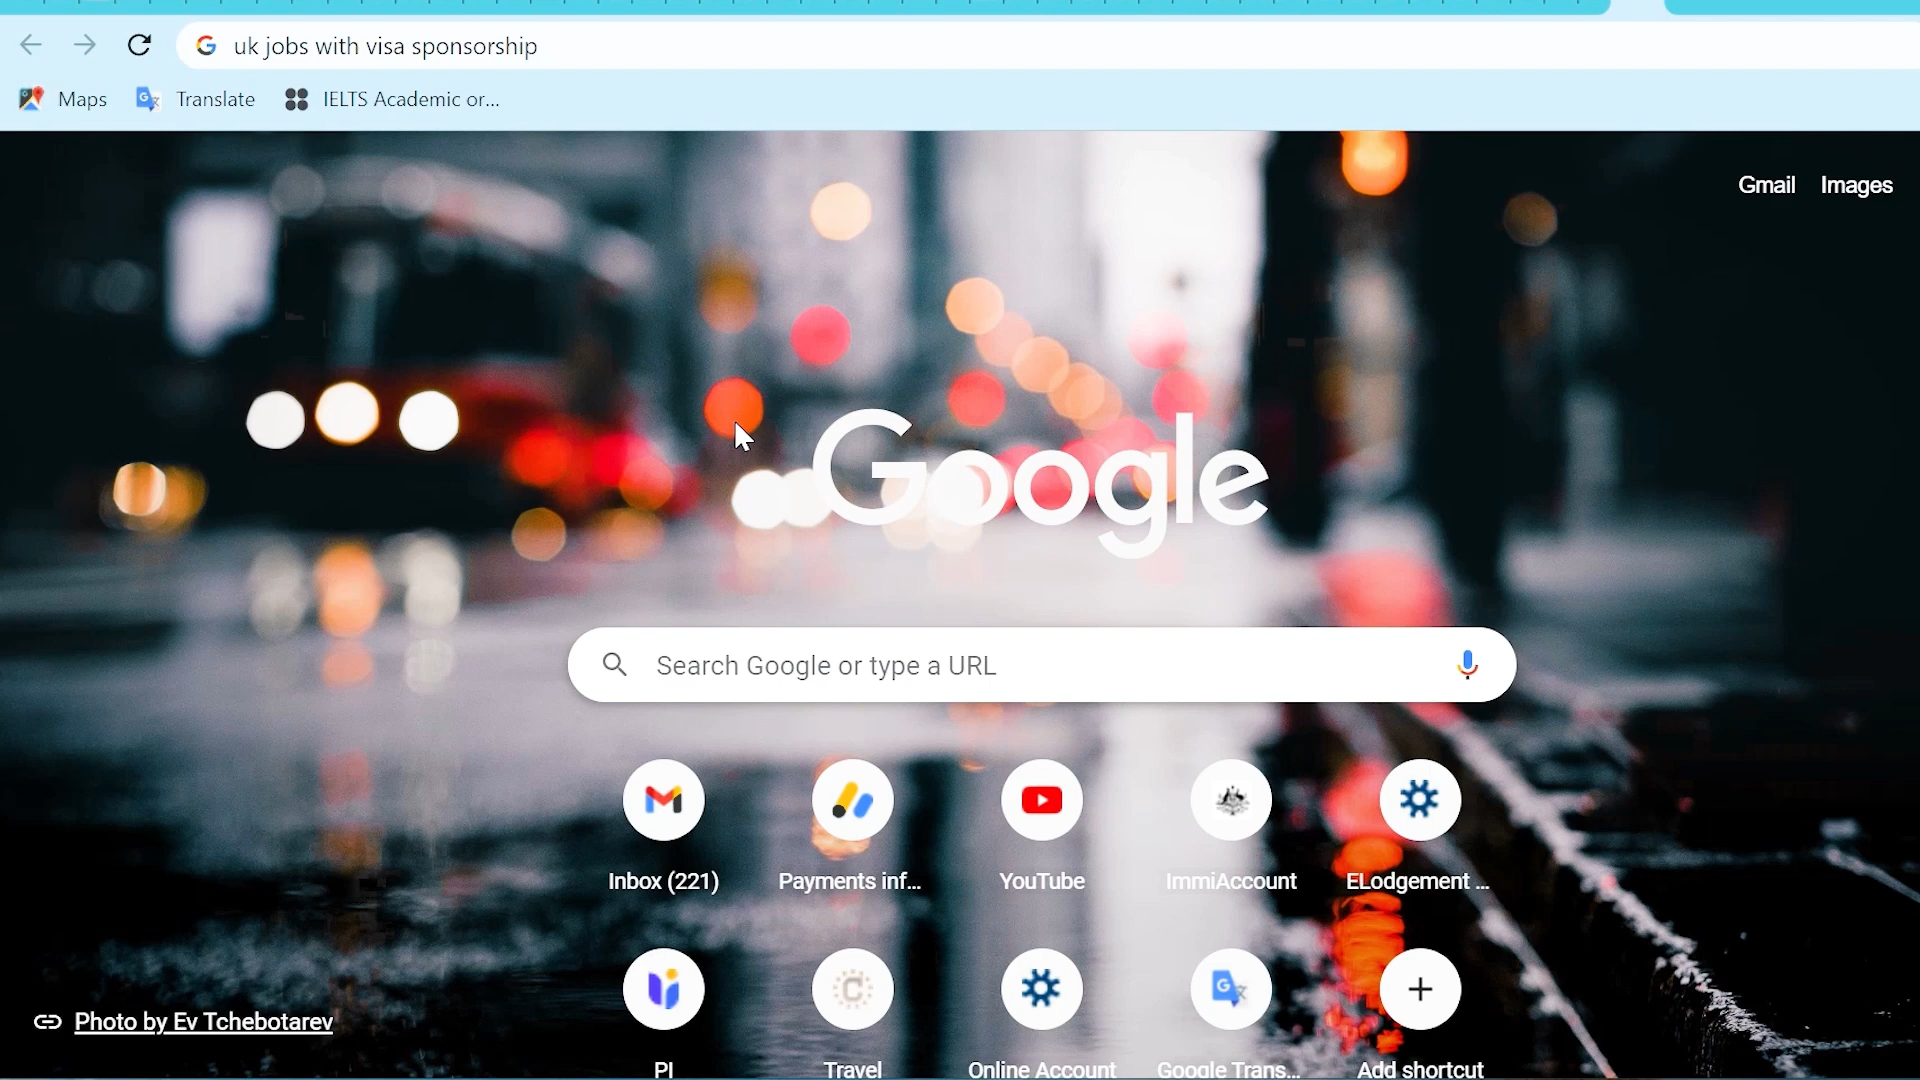 uk jobs with visa sponsorship
Maps
Translate
IELTS Academic or...
Gmail
Images
Google
Search Google or type a URL
Inbox (221)
Payments inf...
YouTube
ImmiAccount
ELodgement ...
PI
Travel
Online Account
Google Trans...
Add shortcut
Photo by Ev Tchebotarev